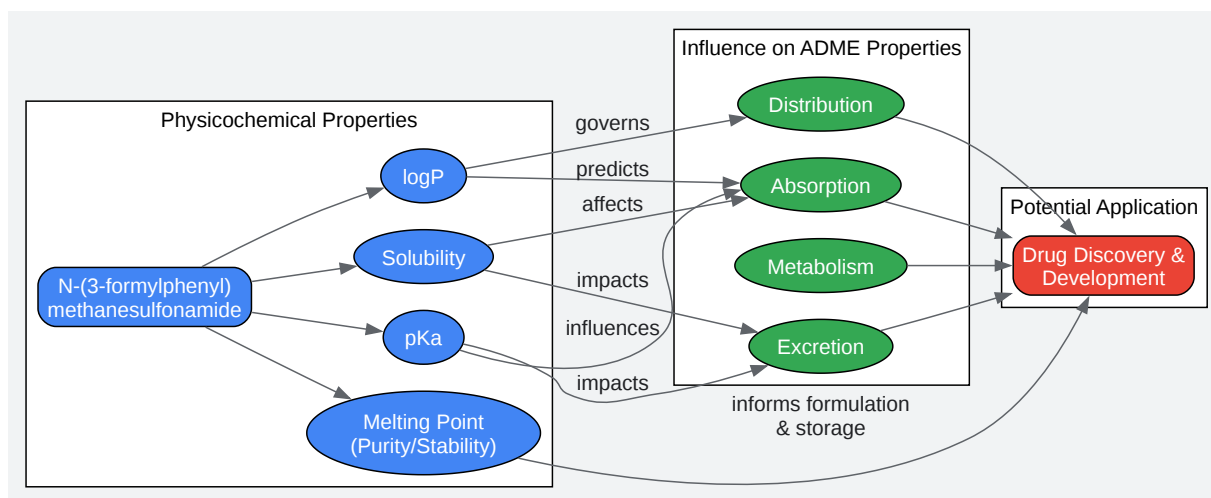 Physicochemical Properties
N-(3-formylphenyl)
methanesulfonamide
logP
Solubility
pKa
Melting Point
(Purity/Stability)
governs
predicts
affects
impacts
influences
impacts
informs formulation
& storage
Influence on ADME Properties
Distribution
Absorption
Metabolism
Excretion
Potential Application
Drug Discovery &
Development